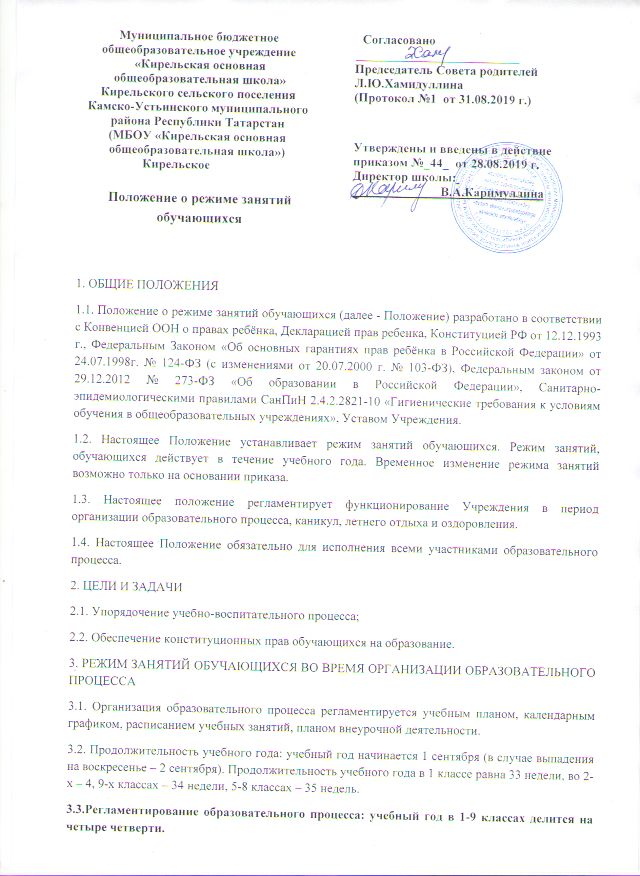 Муниципальное бюджетное
общеобразовательное учреждение
«Кирельская основная
общеобразовательная школа»
Кирельского сельского поселения
Камско-Устьинского муниципального
района Республики Татарстан
(МБОУ «Кирельская основная
общеобразовательная школа»)
Кирельское
Положение о режиме занятий
обучающихся
Согласовано
Председатель Совета родителей
Л.Ю.Хамидуллина
(Протокол №1 от 31.08.2019 г.)
Утверждены и введены в действие
приказом №_44_ от 28.08.2019 г.
Директор школы:
В.А.Каримуллина
1. ОБЩИЕ ПОЛОЖЕНИЯ
1.1. Положение о режиме занятий обучающихся (далее - Положение) разработано в соответствии
с Конвенцией ООН о правах ребёнка, Декларацией прав ребенка, Конституцией РФ от 12.12.1993
г., Федеральным Законом «Об основных гарантиях прав ребёнка в Российской Федерации» от
24.07.1998г. № 124-ФЗ (с изменениями от 20.07.2000 г. № 103-ФЗ), Федеральным законом от
29.12.2012 № 273-ФЗ «Об образовании в Российской Федерации», Санитарно-
эпидемиологическими правилами СанПиН 2.4.2.2821-10 «Гигиенические требования к условиям
обучения в общеобразовательных учреждениях», Уставом Учреждения.
1.2. Настоящее Положение устанавливает режим занятий обучающихся. Режим занятий,
обучающихся действует в течение учебного года. Временное изменение режима занятий
возможно только на основании приказа.
1.3. Настоящее положение регламентирует функционирование Учреждения в период
организации образовательного процесса, каникул, летнего отдыха и оздоровления.
1.4. Настоящее Положение обязательно для исполнения всеми участниками образовательного
процесса.
2. ЦЕЛИ И ЗАДАЧИ
2.1. Упорядочение учебно-воспитательного процесса;
2.2. Обеспечение конституционных прав обучающихся на образование.
3. РЕЖИМ ЗАНЯТИЙ ОБУЧАЮЩИХСЯ ВО ВРЕМЯ ОРГАНИЗАЦИИ ОБРАЗОВАТЕЛЬНОГО
ПРОЦЕССА
3.1. Организация образовательного процесса регламентируется учебным планом, календарным
графиком, расписанием учебных занятий, планом внеурочной деятельности.
3.2. Продолжительность учебного года: учебный год начинается 1 сентября (в случае выпадения
на воскресенье – 2 сентября). Продолжительность учебного года в 1 классе равна 33 недели, во 2-
х – 4, 9-х классах – 34 недели, 5-8 классах – 35 недель.
3.3.Регламентирование образовательного процесса: учебный год в 1-9 классах делится на
четыре четверти.